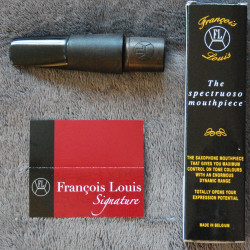 François
FL
Louis
The
spectruoso
mouthpiece
THE SAXOPHONE MOUTHPIECE
THAT GIVES YOU MAXIMUM
CONTROL ON TONE COLOURS
WITH AN ENORMOUS
DYNAMIC RANGE
TOTALLY OPENS YOUR
EXPRESSION POTENTIAL
MADE IN BELGIUM
François Louis
Signature